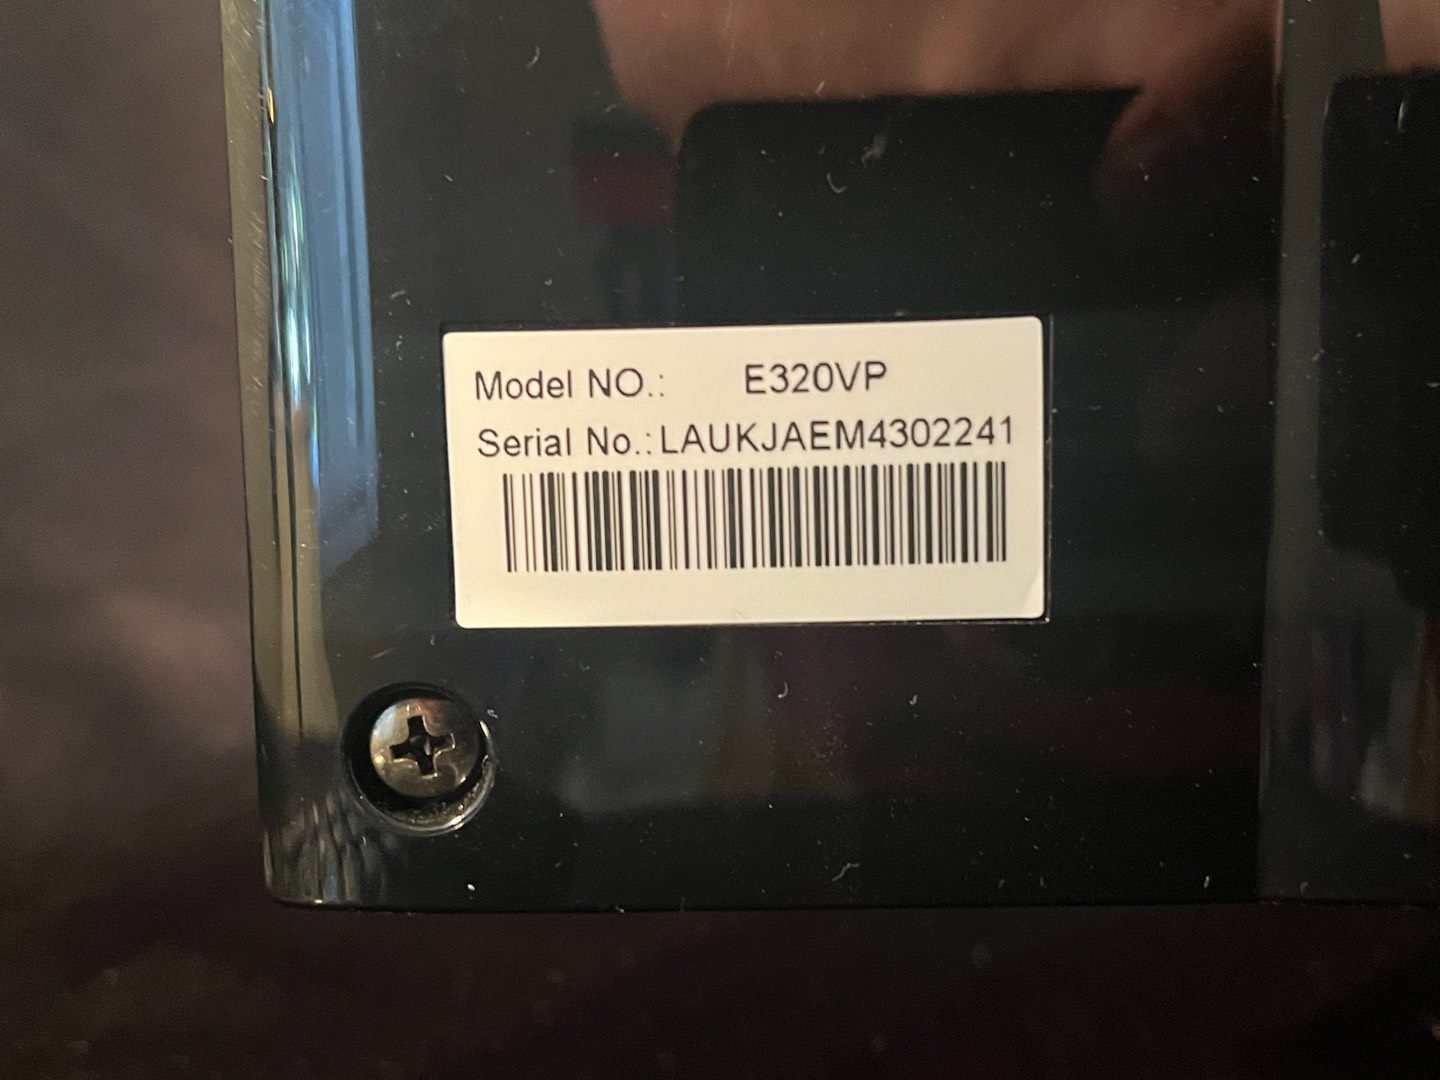 Model NO.: E320VP
Serial No.:LAUKJAEM4302241